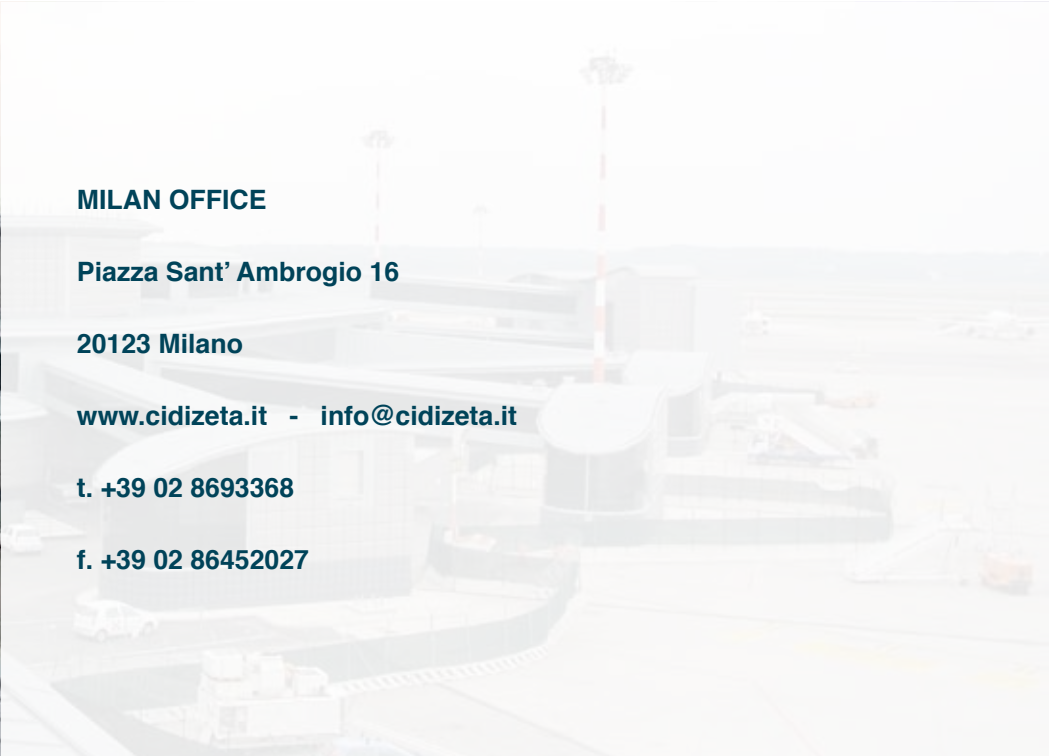 MILAN OFFICE
Piazza Sant’ Ambrogio 16
20123 Milano
www.cidizeta.it - info@cidizeta.it
t. +39 02 8693368
f. +39 02 86452027